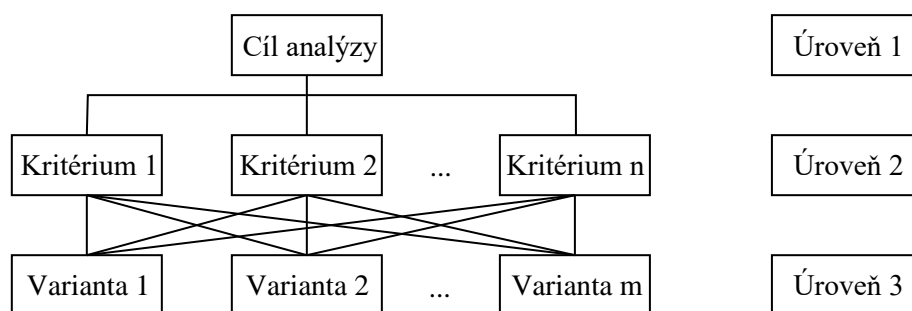 Cíl analýzy Úroveň 1
Kritérium 1 Kritérium 2 ... Kritérium n Úroveň 2
Varianta 1 Varianta 2 ... Varianta m Úroveň 3